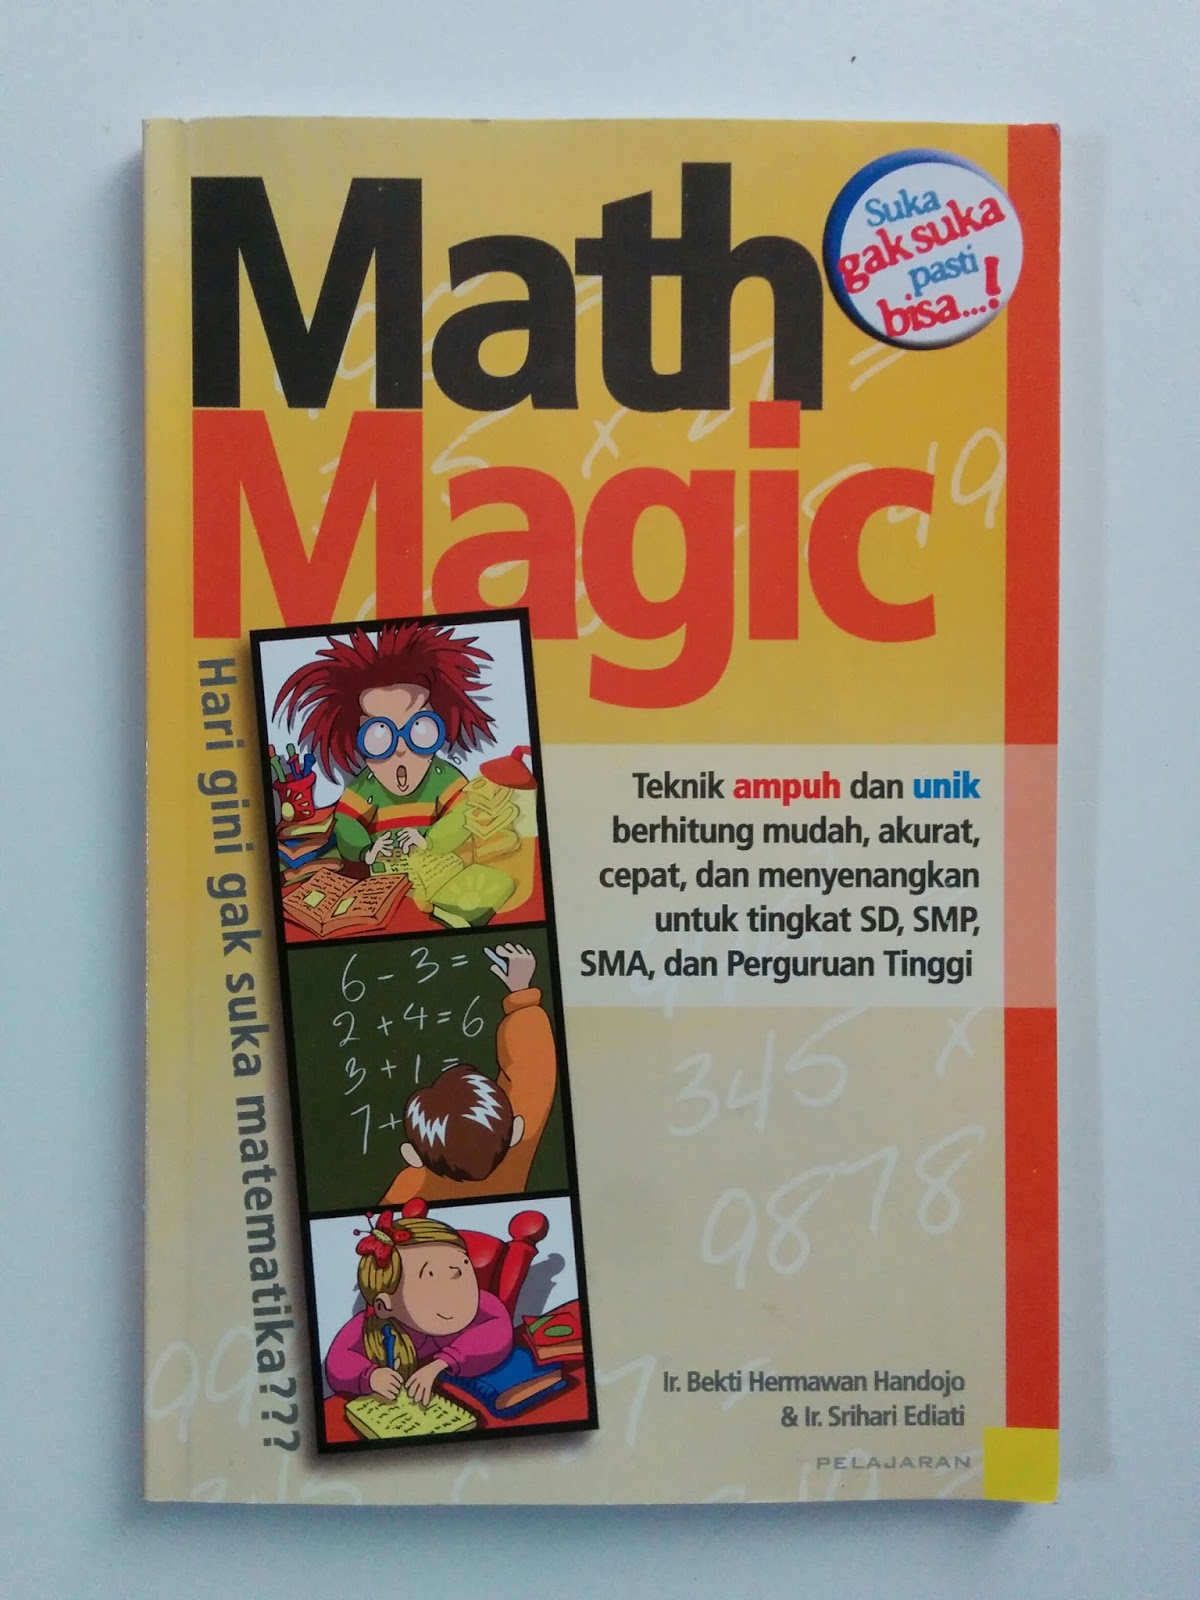 Math
Magic
Suka
gak suka
pasti
bisa....!
Hari gini gak suka matematika???
Teknik ampuh dan unik
berhitung mudah, akurat,
cepat, dan menyenangkan
untuk tingkat SD, SMP,
SMA, dan Perguruan Tinggi
6 - 3 =
2 + 4 = 6
3 + 1 =
7 +
345 x
9878
Ir. Bekti Hermawan Handojo
& Ir. Srihari Ediati
PELAJARAN